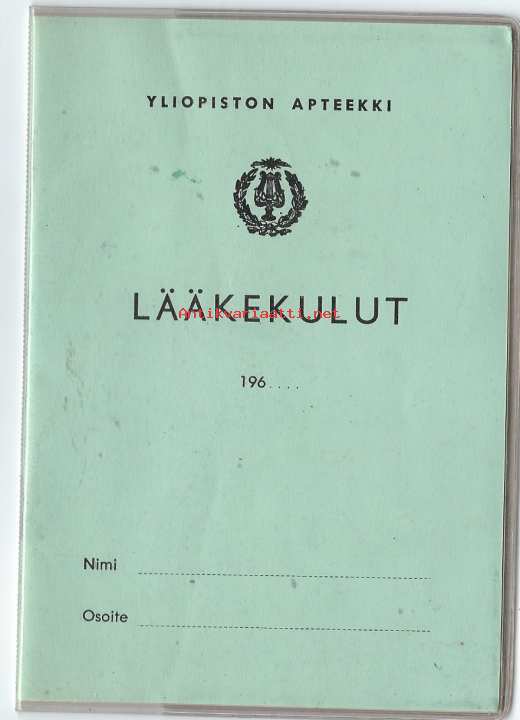 YLIOPISTON APTEEKKI
LÄÄKEKULUT
Antikvariaatti.net
196....
Nimi
Osoite